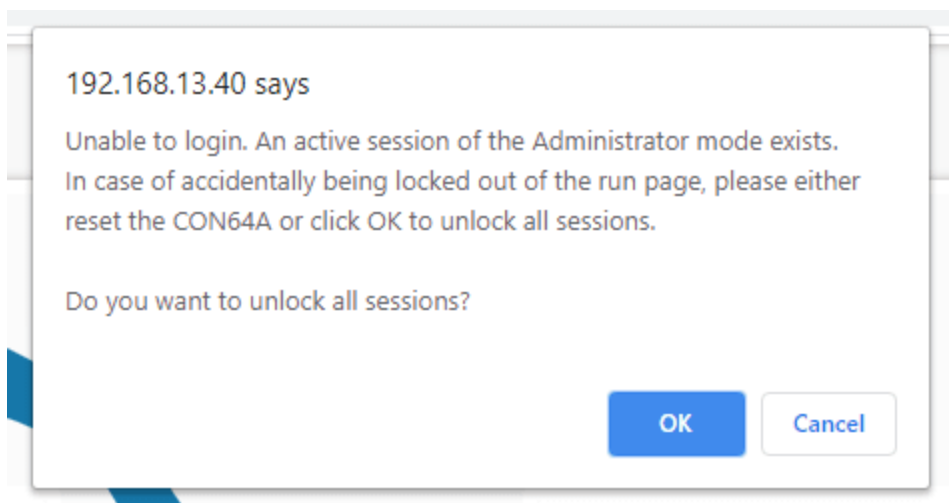 192.168.13.40 says
Unable to login. An active session of the Administrator mode exists.
In case of accidentally being locked out of the run page, please either
reset the CON64A or click OK to unlock all sessions.
Do you want to unlock all sessions?
OK
Cancel